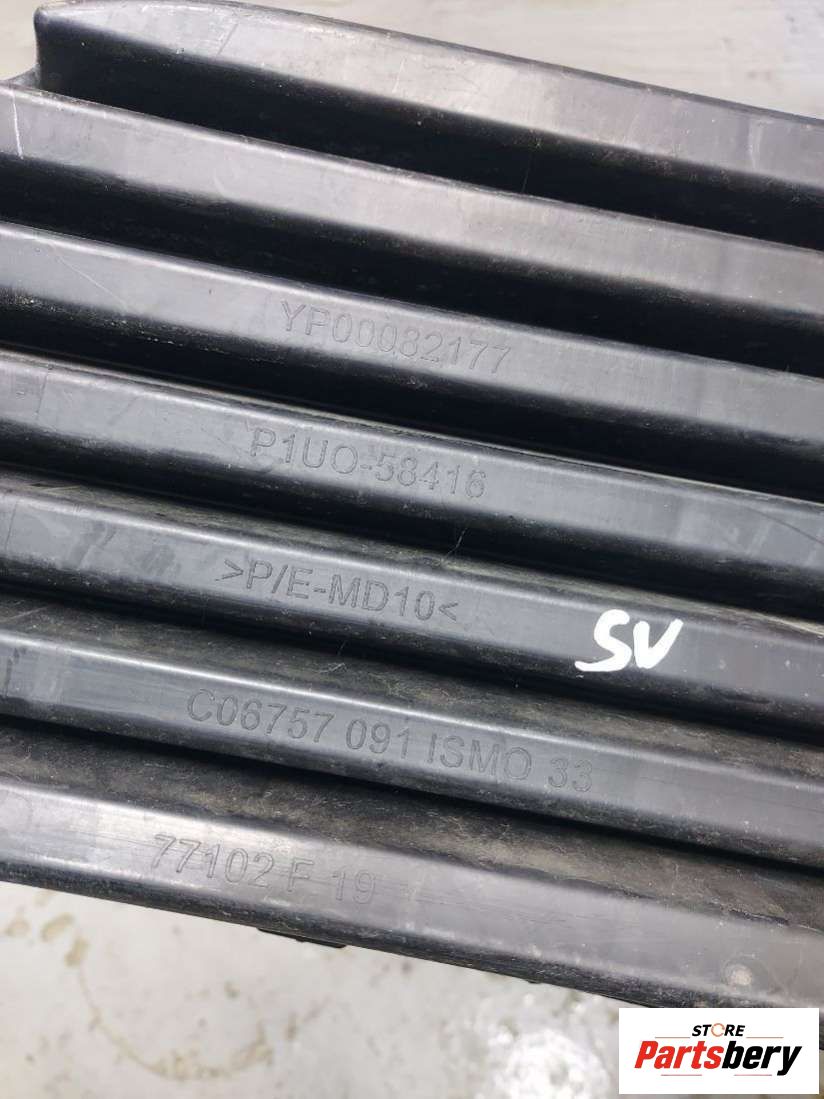 YP00082177
P1UO-58416
>P/E-MD10<
SV
C06757 091 ISMO 33
77102 F 19
STORE
Partsbery